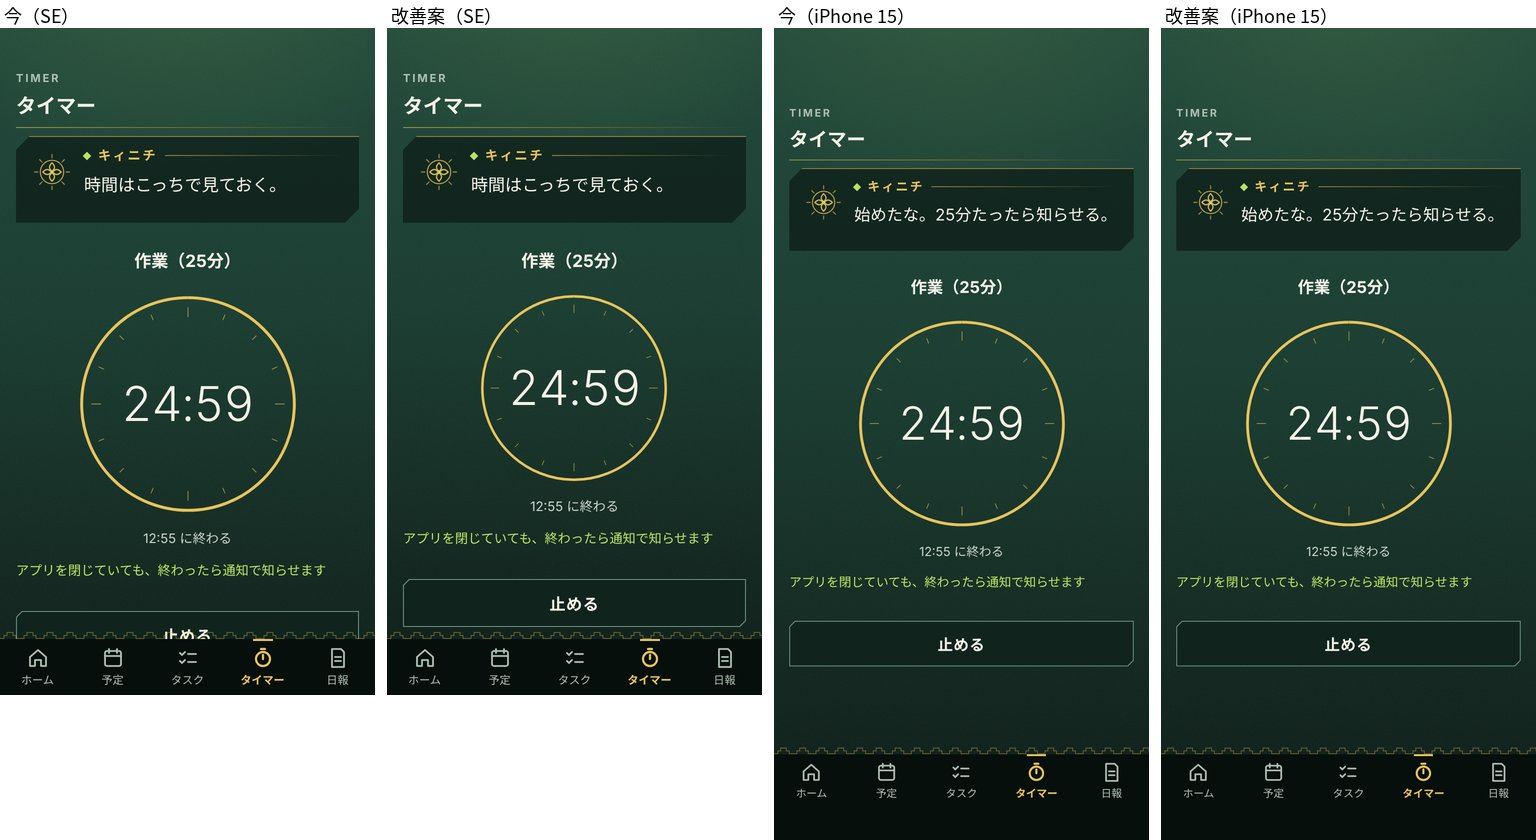 今（SE）
TIMER
タイマー
キィニチ
時間はこっちで見ておく。
作業（25分）
24:59
12:55 に終わる
アプリを閉じていても、終わったら通知で知らせます
止める
ホーム
予定
タスク
タイマー
日報
改善案（SE）
TIMER
タイマー
キィニチ
時間はこっちで見ておく。
作業（25分）
24:59
12:55 に終わる
アプリを閉じていても、終わったら通知で知らせます
止める
ホーム
予定
タスク
タイマー
日報
今（iPhone 15）
TIMER
タイマー
キィニチ
始めたな。25分たったら知らせる。
作業（25分）
24:59
12:55 に終わる
アプリを閉じていても、終わったら通知で知らせます
止める
ホーム
予定
タスク
タイマー
日報
改善案（iPhone 15）
TIMER
タイマー
キィニチ
始めたな。25分たったら知らせる。
作業（25分）
24:59
12:55 に終わる
アプリを閉じていても、終わったら通知で知らせます
止める
ホーム
予定
タスク
タイマー
日報